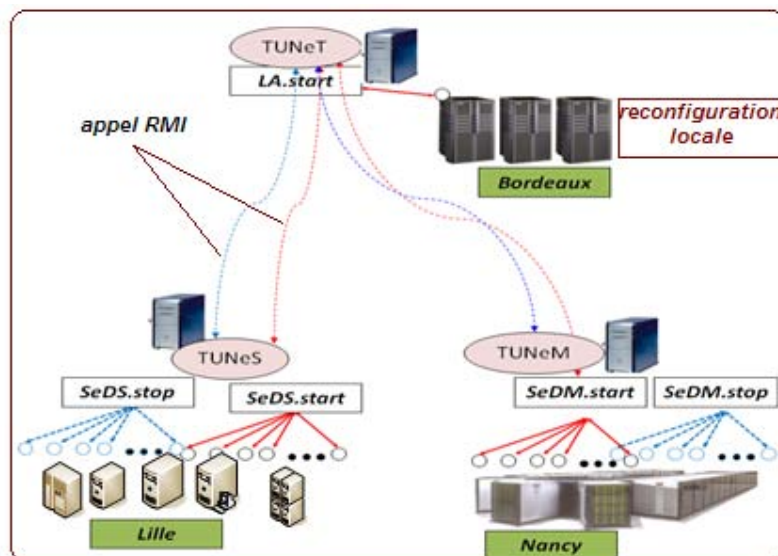 TUNeT
LA.start
appel RMI
reconfiguration
locale
Bordeaux
TUNeS
TUNeM
SeDS.stop
SeDS.start
SeDM.start
SeDM.stop
Lille
Nancy